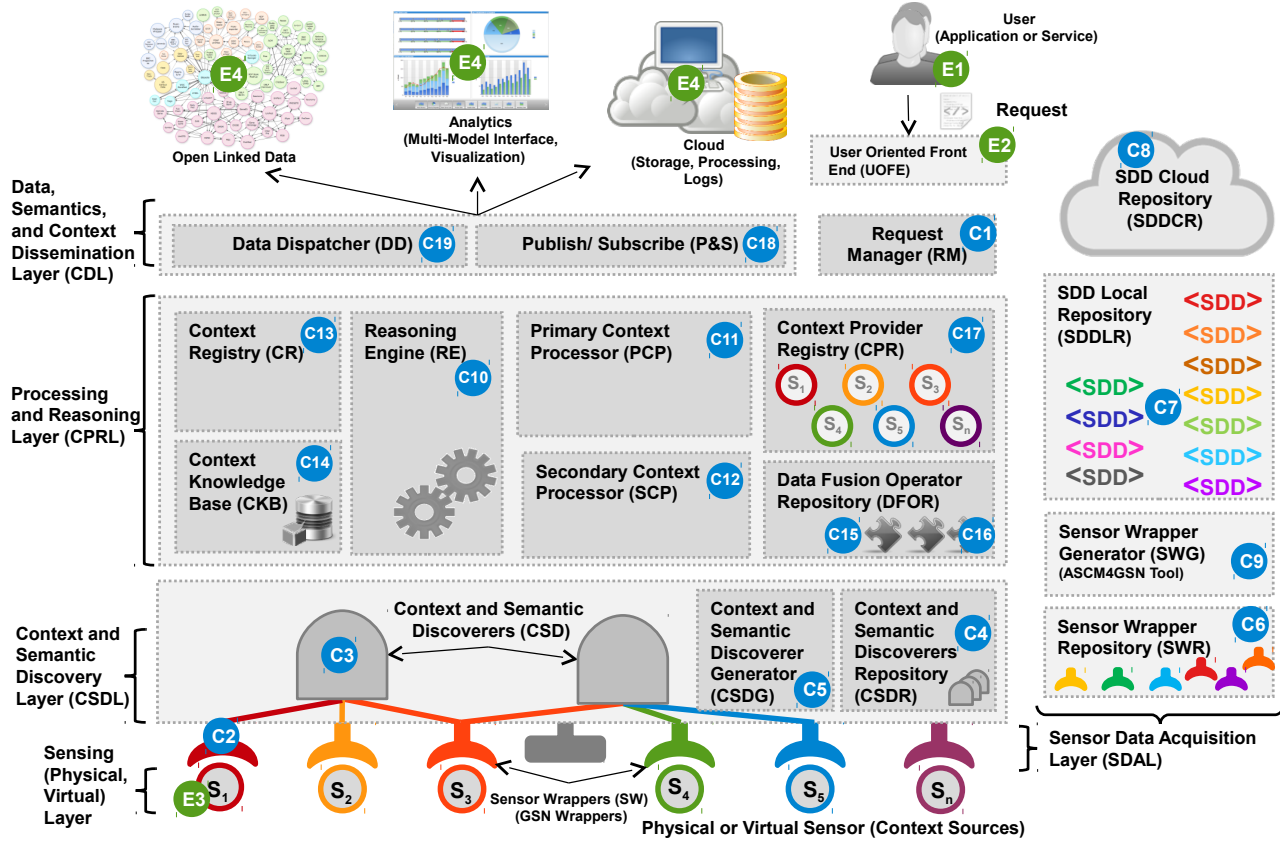 E4
Open Linked Data
E4
Analytics
(Multi-Model Interface,
Visualization)
E4
Cloud
(Storage, Processing,
Logs)
User
(Application or Service)
E1
</>
Request
E2
User Oriented Front
End (UOFE)
C8
SDD Cloud
Repository
(SDDCR)
Data,
Semantics,
and Context
Dissemination
Layer (CDL)
Data Dispatcher (DD)
C19
Publish/ Subscribe (P&S)
C18
Request
Manager (RM)
C1
Processing
and Reasoning
Layer (CPRL)
Context
Registry (CR)
C13
Reasoning
Engine (RE)
C10
Primary Context
Processor (PCP)
C11
Context Provider
Registry (CPR)
C17
S1
S2
S3
S4
S5
Sn
Context
Knowledge
Base (CKB)
C14
Secondary Context
Processor (SCP)
C12
Data Fusion Operator
Repository (DFOR)
C15
C16
SDD Local
Repository
(SDDLR)
<SDD>
<SDD>
<SDD>
<SDD> <SDD>
C7
<SDD> <SDD>
<SDD> <SDD>
<SDD> <SDD>
Sensor Wrapper
Generator (SWG)
(ASCM4GSN Tool)
C9
Sensor Wrapper
Repository (SWR)
C6
Context and
Semantic
Discovery
Layer (CSDL)
C3
Context and Semantic
Discoverers (CSD)
Context and
Semantic
Discoverer
Generator
(CSDG)
C5
Context and
Semantic
Discoverers
Repository
(CSDR)
C4
Sensor Data Acquisition
Layer (SDAL)
Sensing
(Physical,
Virtual)
Layer
C2
E3
S1
S2
S3
S4
S5
Sn
Sensor Wrappers (SW)
(GSN Wrappers)
Physical or Virtual Sensor (Context Sources)